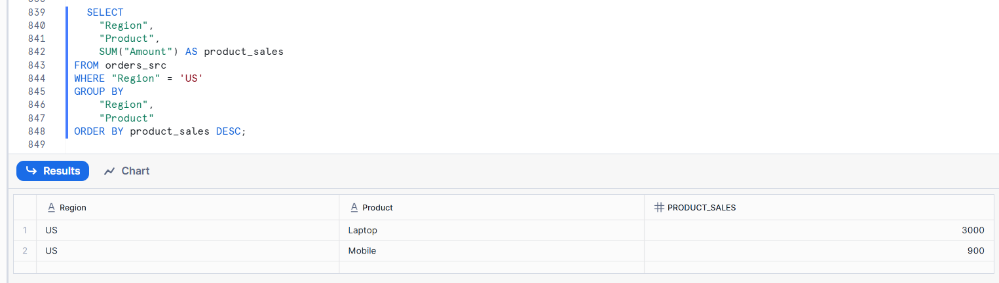 839 SELECT
840 "Region",
841 "Product",
842 SUM("Amount") AS product_sales
843 FROM orders_src
844 WHERE "Region" = 'US'
845 GROUP BY
846 "Region",
847 "Product"
848 ORDER BY product_sales DESC;
849
Results Chart
A Region A Product # PRODUCT_SALES
1 US Laptop 3000
2 US Mobile 900